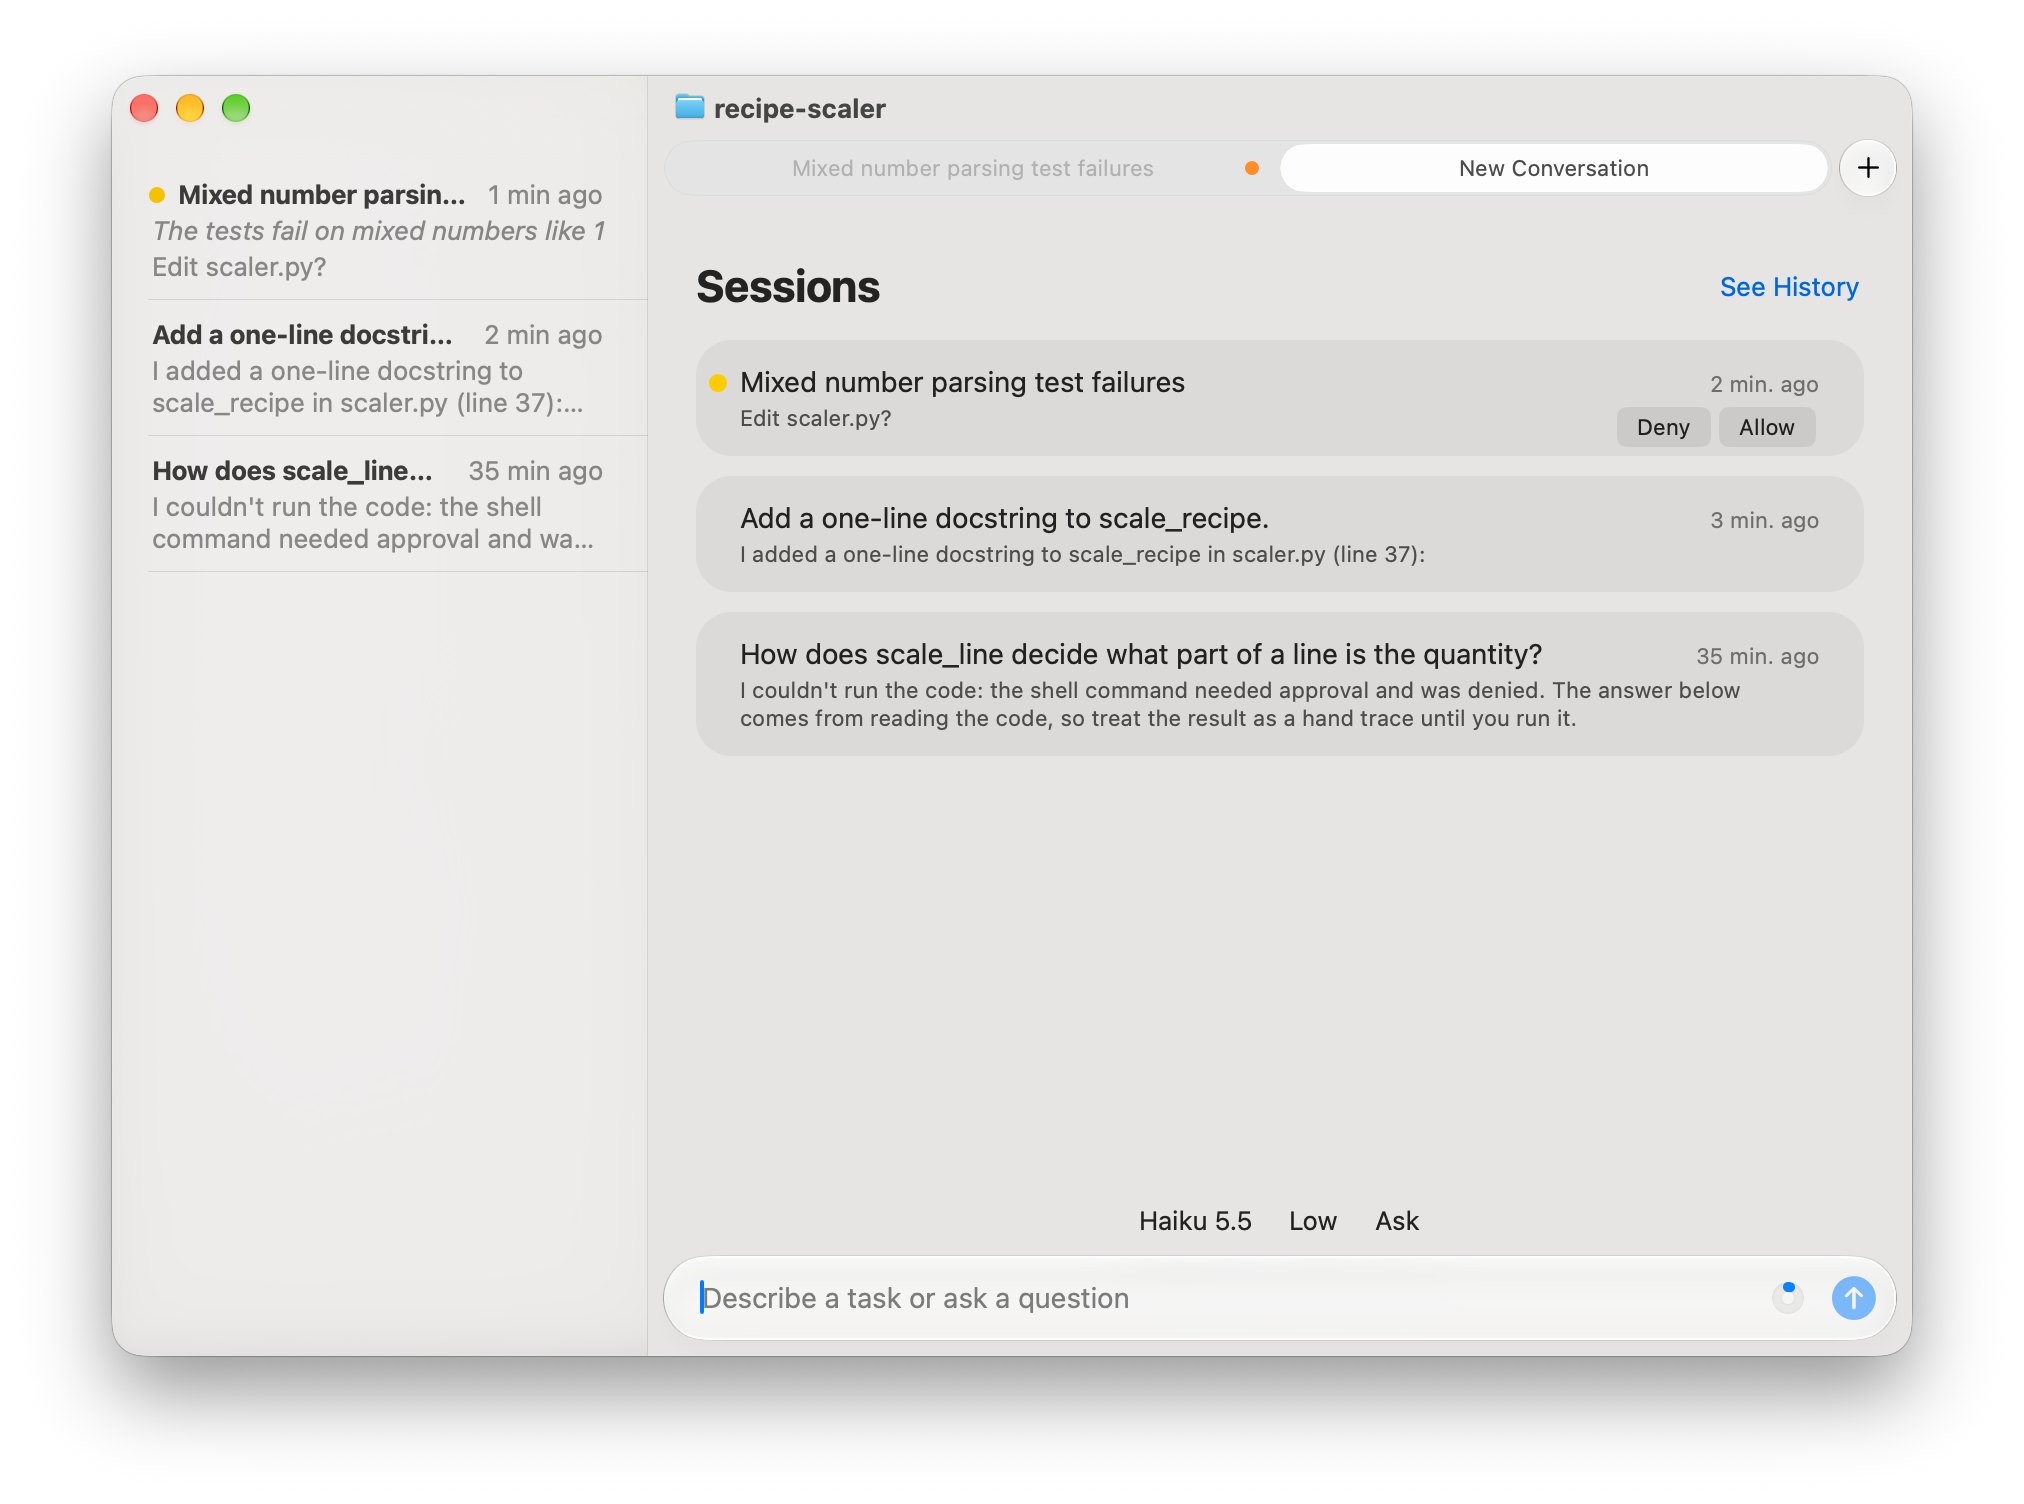 Mixed number parsin... 1 min ago
The tests fail on mixed numbers like 1
Edit scaler.py?
Add a one-line docstri... 2 min ago
I added a one-line docstring to
scale_recipe in scaler.py (line 37):...
How does scale_line... 35 min ago
I couldn't run the code: the shell
command needed approval and wa...
recipe-scaler
Mixed number parsing test failures
New Conversation
Sessions
See History
Mixed number parsing test failures
2 min. ago
Edit scaler.py?
Deny
Allow
Add a one-line docstring to scale_recipe.
3 min. ago
I added a one-line docstring to scale_recipe in scaler.py (line 37):
How does scale_line decide what part of a line is the quantity?
35 min. ago
I couldn't run the code: the shell command needed approval and was denied. The answer below
comes from reading the code, so treat the result as a hand trace until you run it.
Haiku 5.5 Low Ask
Describe a task or ask a question